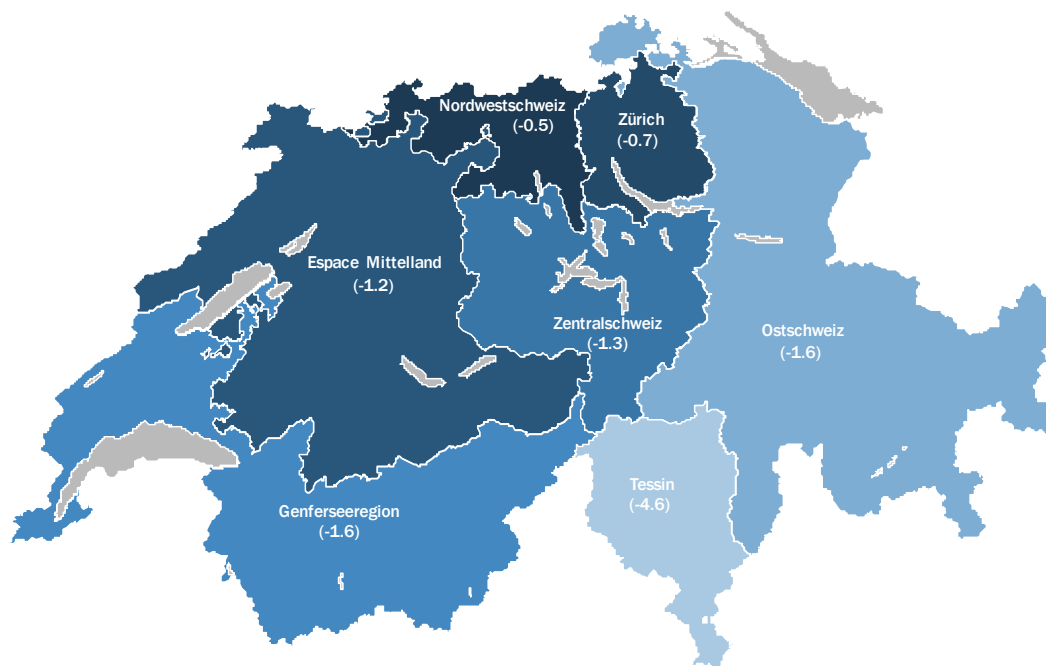 Nordwestschweiz
(-0.5)
Zürich
(-0.7)
Espace Mittelland
(-1.2)
Zentralschweiz
(-1.3)
Ostschweiz
(-1.6)
Tessin
(-4.6)
Genferseeregion
(-1.6)